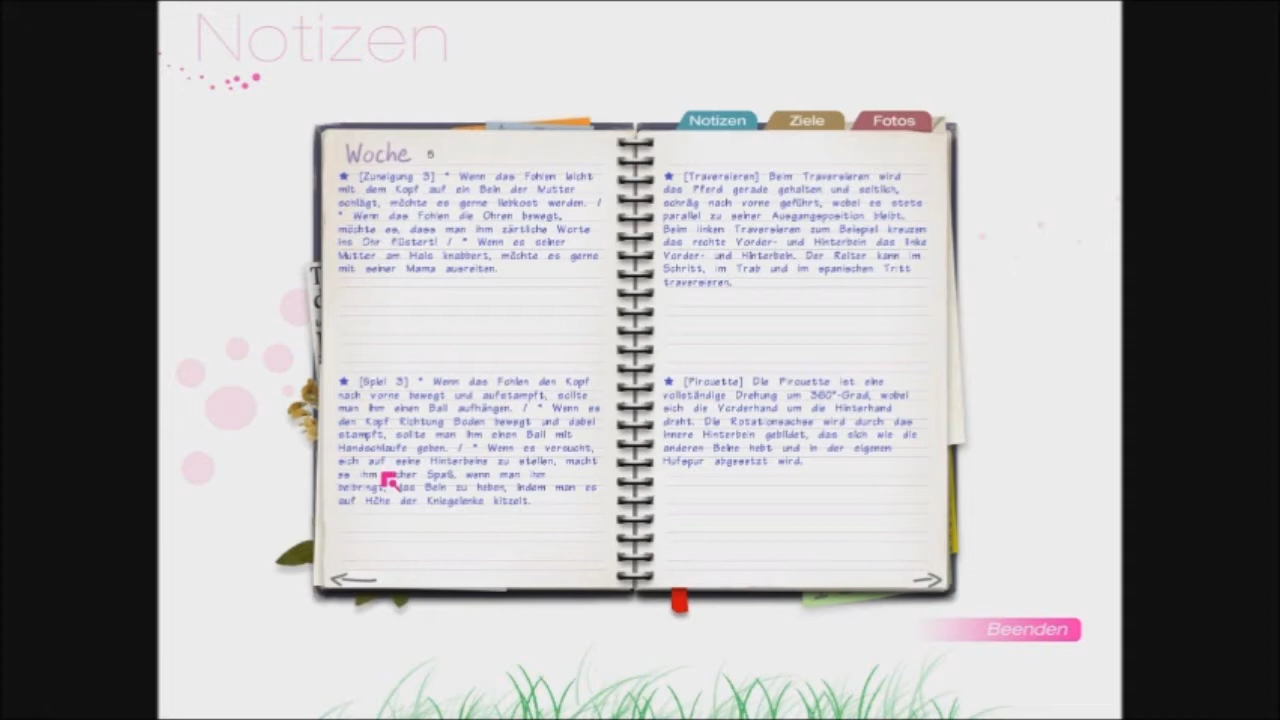 Notizen
Notizen Ziele Fotos
Woche 5
★ [Zuneigung 3] * Wenn das Fohlen leicht
mit dem Kopf auf ein Bein der Mutter
schlägt, möchte es gerne liebkost werden. /
* Wenn das Fohlen die Ohren bewegt,
möchte es, dass man ihm zärtliche Worte
ins Ohr flüstert! / * Wenn es seiner
Mutter am Hals knabbert, möchte es gerne
mit seiner Mama ausreiten.
★ [Spiel 3] * Wenn das Fohlen den Kopf
nach vorne bewegt und aufstampft, sollte
man ihm einen Ball aufhängen. / * Wenn es
den Kopf Richtung Boden bewegt und dabei
stampft, sollte man ihm einen Ball mit
Handschlaufe geben. / * Wenn es versucht,
sich auf seine Hinterbeine zu stellen, macht
es ihm Spaß, wenn man ihm
beibringt, das Bein zu heben, indem man es
auf Höhe der Kniegelenke kitzelt.
★ [Traversieren] Beim Traversieren wird
das Pferd gerade gehalten und seitlich,
schräg nach vorne geführt, wobei es stets
parallel zu seiner Ausgangsposition bleibt.
Beim linken Traversieren zum Beispiel kreuzen
das rechte Vorder- und Hinterbein das linke
Vorder- und Hinterbein. Der Reiter kann im
Schritt, im Trab und im spanischen Tritt
traversieren.
★ [Pirouette] Die Pirouette ist eine
vollständige Drehung um 360°-Grad, wobei
sich die Vorderhand um die Hinterhand
dreht. Die Rotationsachse wird durch das
innere Hinterbein gebildet, das sich wie die
anderen Beine hebt und in der eigenen
Hufspur abgesetzt wird.
Beenden